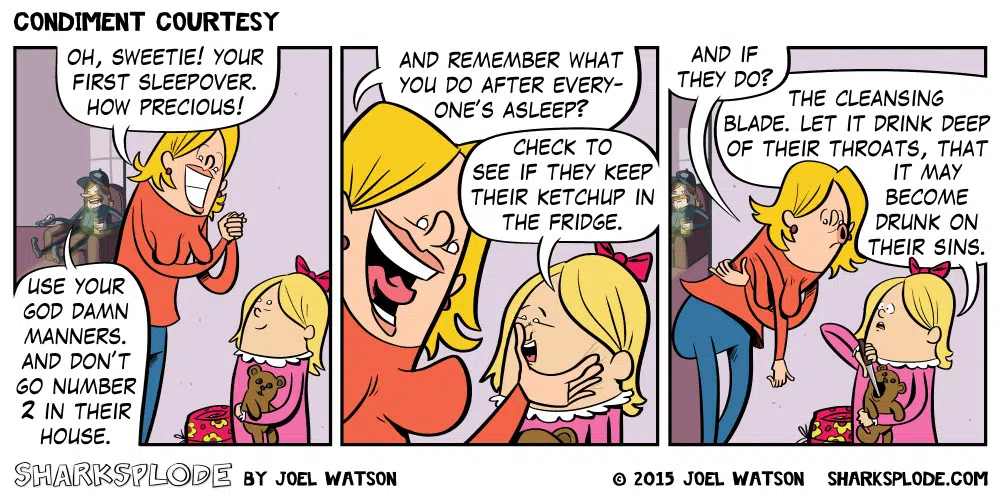 CONDIMENT COURTESY
OH, SWEETIE! YOUR
FIRST SLEEPOVER.
HOW PRECIOUS!
USE YOUR
GOD DAMN
MANNERS.
AND DON'T
GO NUMBER
2 IN THEIR
HOUSE.
AND REMEMBER WHAT
YOU DO AFTER EVERY-
ONE'S ASLEEP?
CHECK TO
SEE IF THEY KEEP
THEIR KETCHUP IN
THE FRIDGE.
AND IF
THEY DO?
THE CLEANSING
BLADE. LET IT DRINK DEEP
OF THEIR THROATS, THAT
IT MAY
BECOME
DRUNK ON
THEIR SINS.
SHARKSPLODE BY JOEL WATSON © 2015 JOEL WATSON SHARKSPLODE.COM